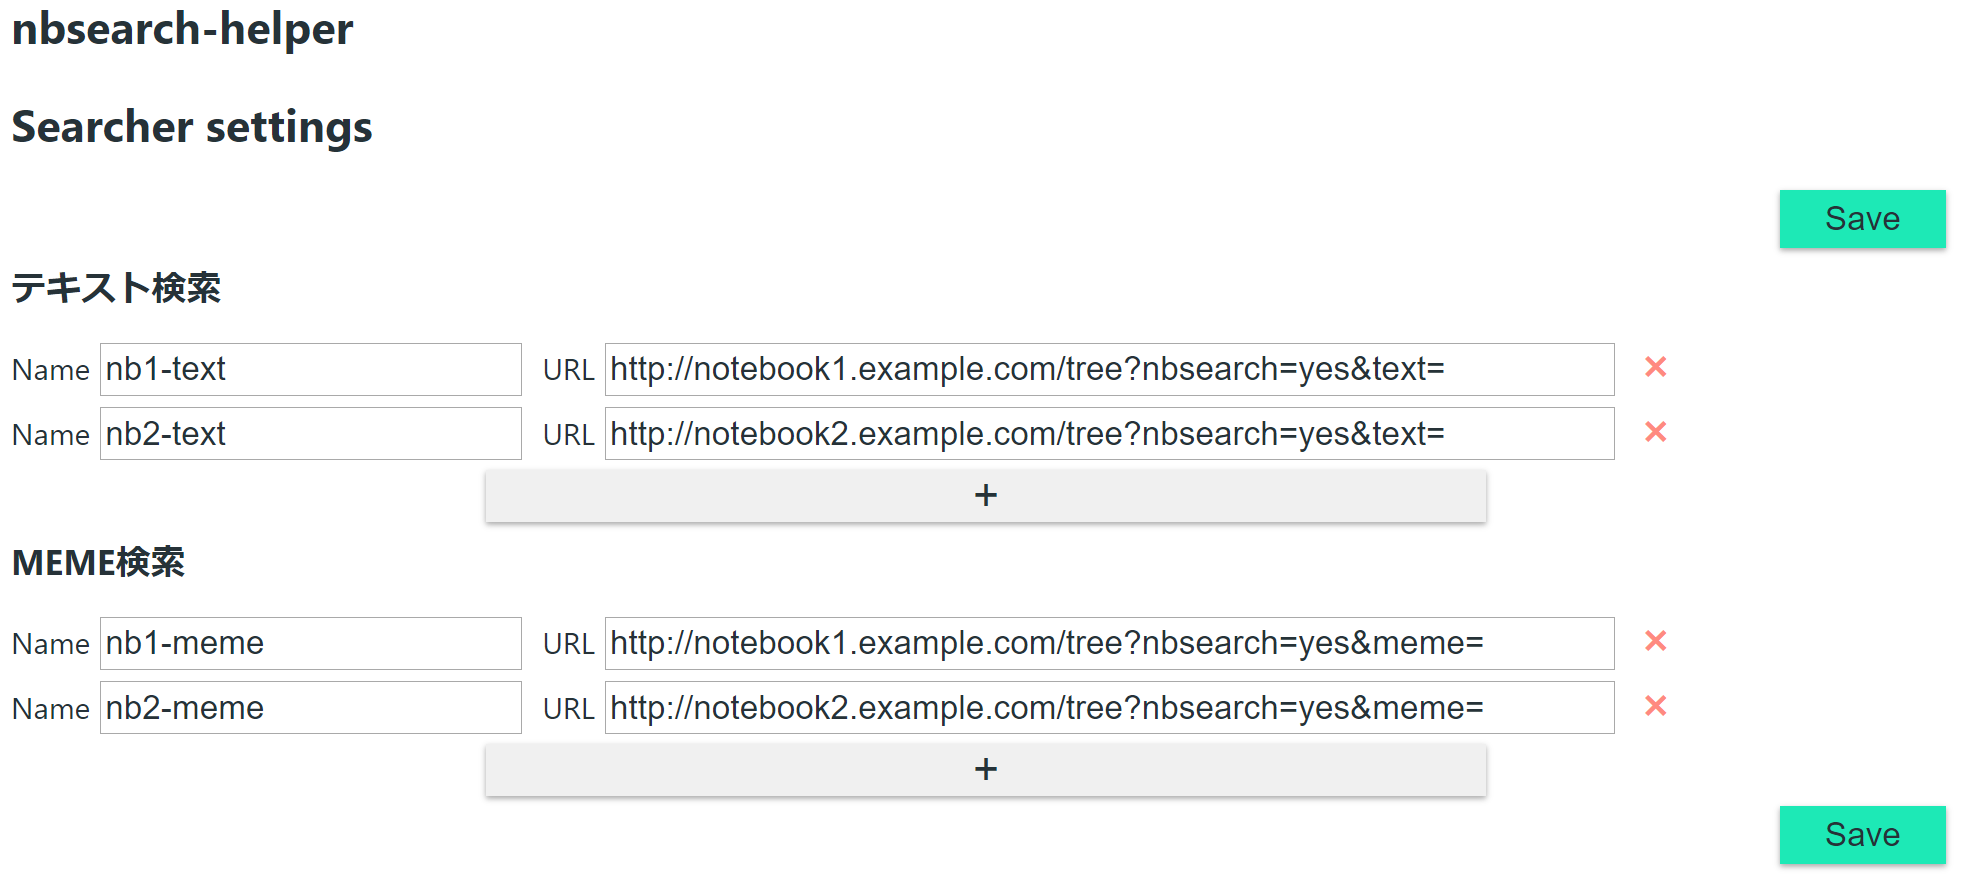 nbsearch-helper
Searcher settings
Save
テキスト検索
Name nb1-text URL http://notebook1.example.com/tree?nbsearch=yes&text= ✕
Name nb2-text URL http://notebook2.example.com/tree?nbsearch=yes&text= ✕
+
MEME検索
Name nb1-meme URL http://notebook1.example.com/tree?nbsearch=yes&meme= ✕
Name nb2-meme URL http://notebook2.example.com/tree?nbsearch=yes&meme= ✕
+
Save